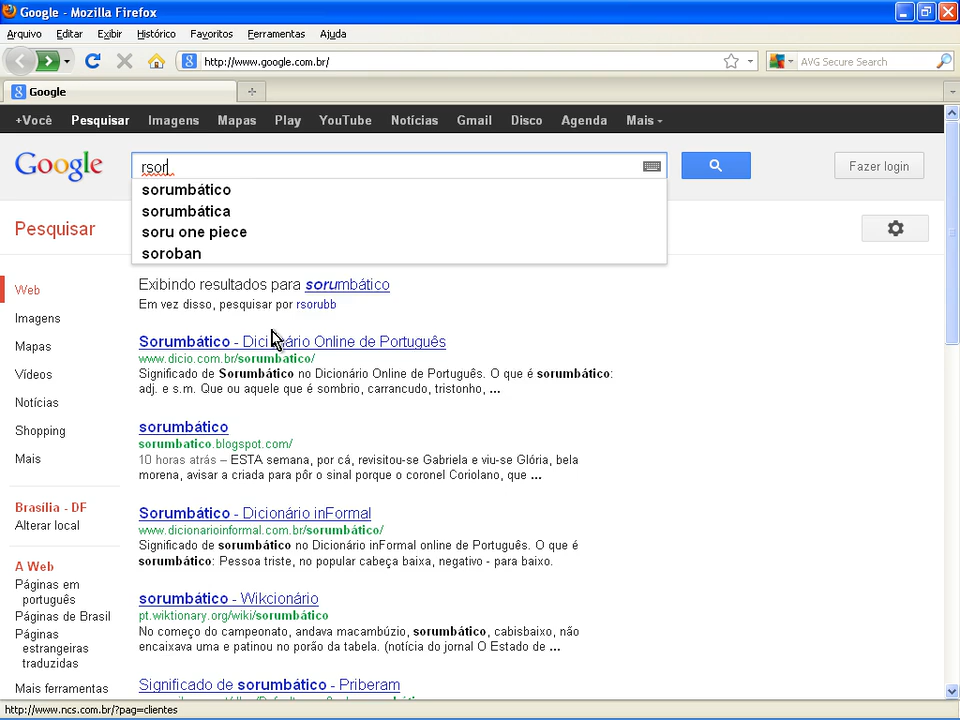 Google - Mozilla Firefox
Arquivo Editar Exibir Histórico Favoritos Ferramentas Ajuda
http://www.google.com.br/
AVG Secure Search
Google
+Você Pesquisar Imagens Mapas Play YouTube Notícias Gmail Disco Agenda Mais
Google
rsor
Fazer login
sorumbático
sorumbática
soru one piece
soroban
Pesquisar
Exibindo resultados para sorumbático
Em vez disso, pesquisar por rsorubb
Web
Imagens
Mapas
Vídeos
Notícias
Shopping
Mais
Brasília - DF
Alterar local
A Web
Páginas em
português
Páginas de Brasil
Páginas
estrangeiras
traduzidas
Mais ferramentas
Sorumbático - Dicionário Online de Português
www.dicio.com.br/sorumbatico/
Significado de Sorumbático no Dicionário Online de Português. O que é sorumbático:
adj. e s.m. Que ou aquele que é sombrio, carrancudo, tristonho, ...
sorumbático
sorumbatico.blogspot.com/
10 horas atrás – ESTA semana, por cá, revisitou-se Gabriela e viu-se Glória, bela
morena, avisar a criada para pôr o sinal porque o coronel Coriolano, que ...
Sorumbático - Dicionário inFormal
www.dicionarioinformal.com.br/sorumbático/
Significado de sorumbático no Dicionário inFormal online de Português. O que é
sorumbático: Pessoa triste, no popular cabeça baixa, negativo - para baixo.
sorumbático - Wikcionário
pt.wiktionary.org/wiki/sorumbático
No começo do campeonato, andava macambúzio, sorumbático, cabisbaixo, não
encaixava uma e patinou no porão da tabela. (notícia do jornal O Estado de ...
Significado de sorumbático - Priberam
http://www.ncs.com.br/?pag=clientes